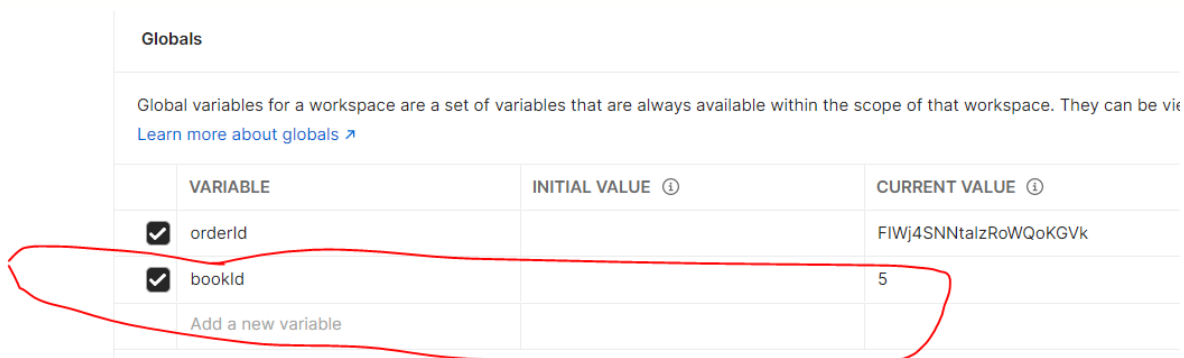 Globals
Global variables for a workspace are a set of variables that are always available within the scope of that workspace. They can be
Learn more about globals ↗
VARIABLE INITIAL VALUE CURRENT VALUE
orderId FIWj4SNNtalzRoWQoKGVk
bookId 5
Add a new variable